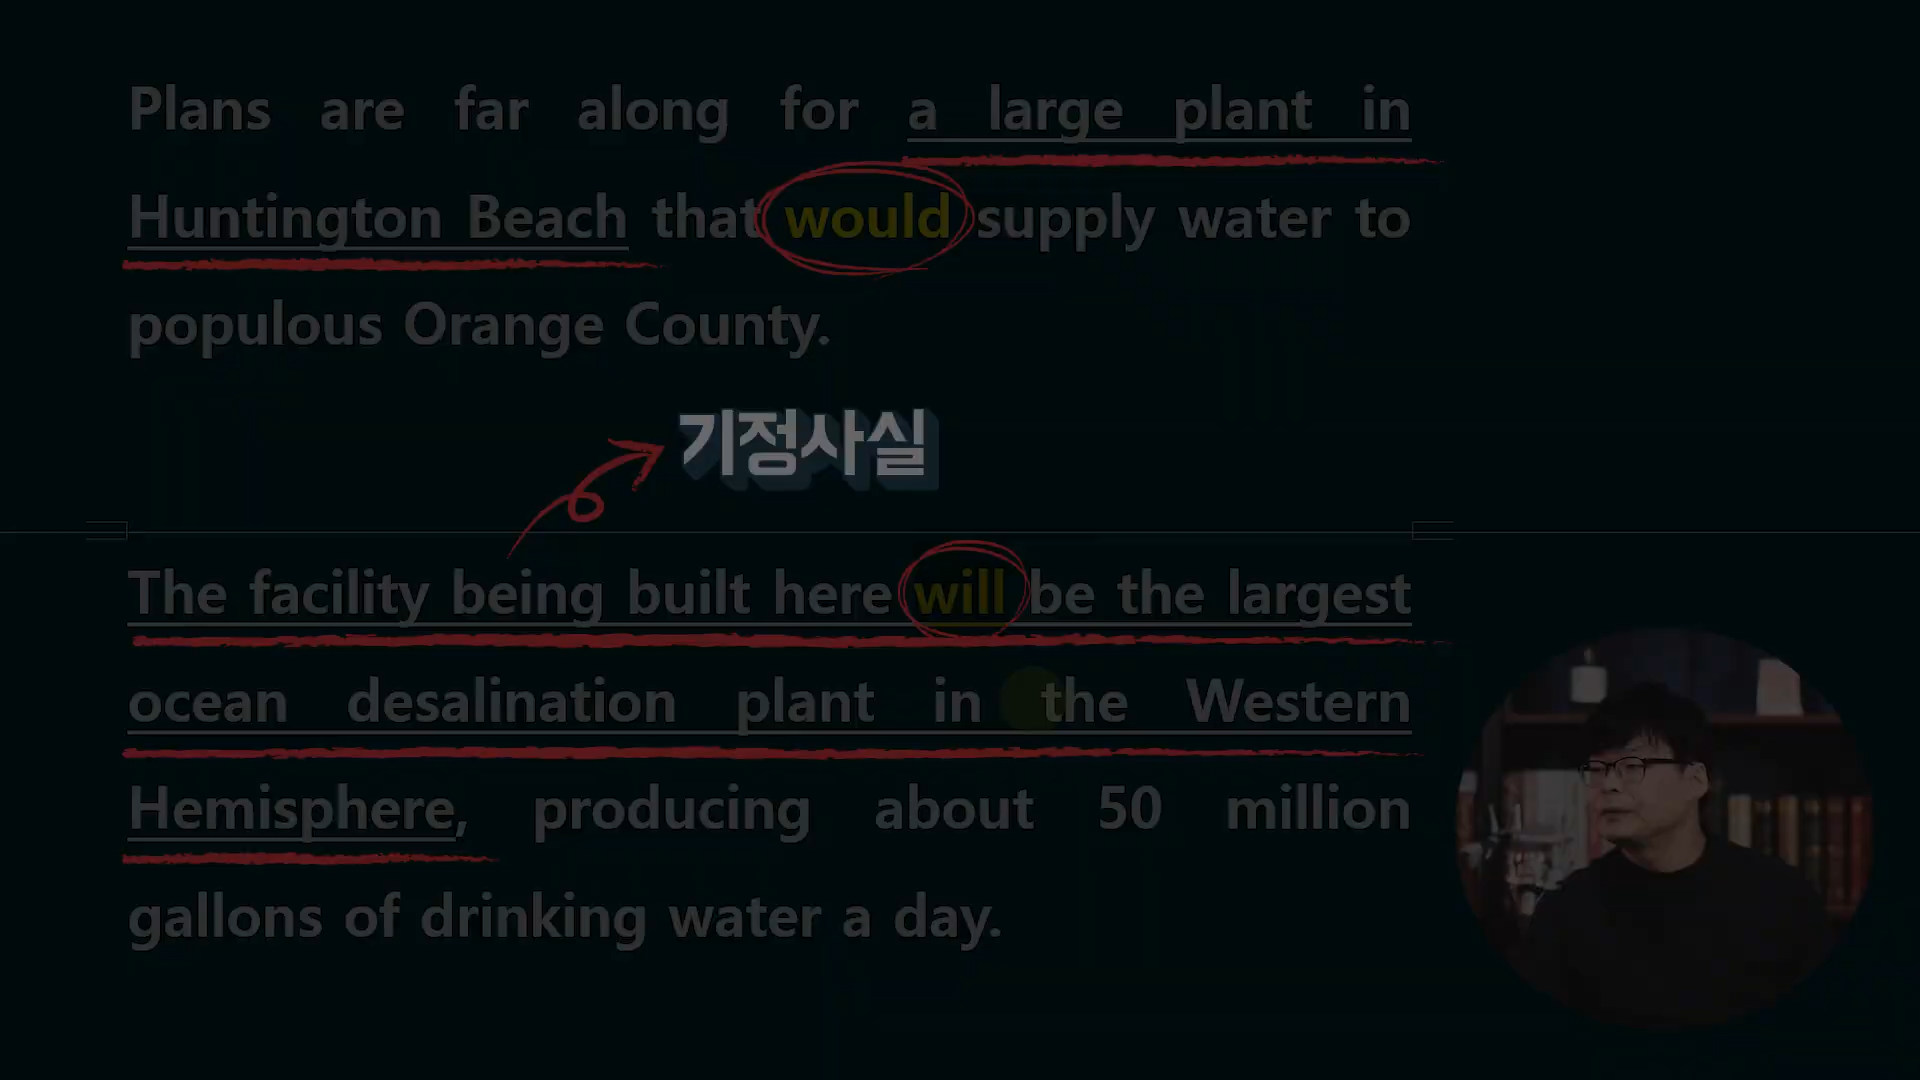 Plans are far along for a large plant in
Huntington Beach that would supply water to
populous Orange County.
기정사실
The facility being built here will be the largest
ocean desalination plant in the Western
Hemisphere, producing about 50 million
gallons of drinking water a day.